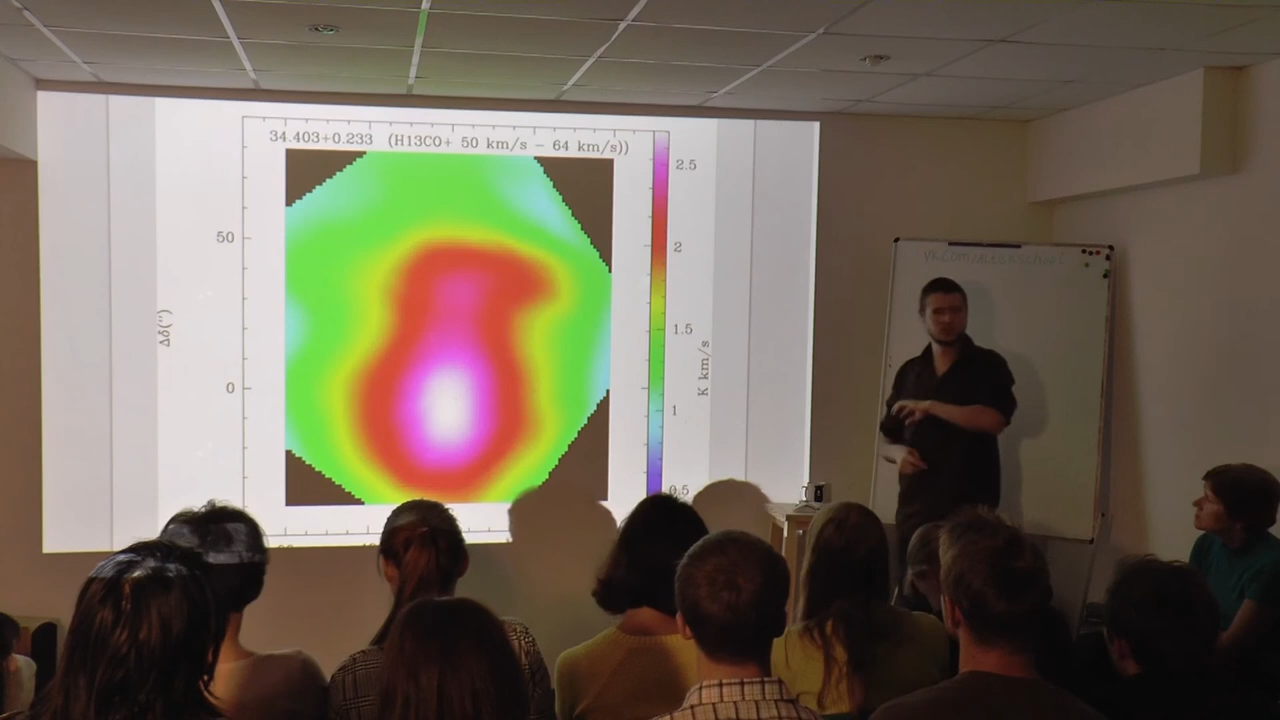 34.403+0.233 (H13CO+ 50 km/s − 64 km/s))
2.5
2
1.5
1
0.5
K km/s
50
0
Δδ(″)